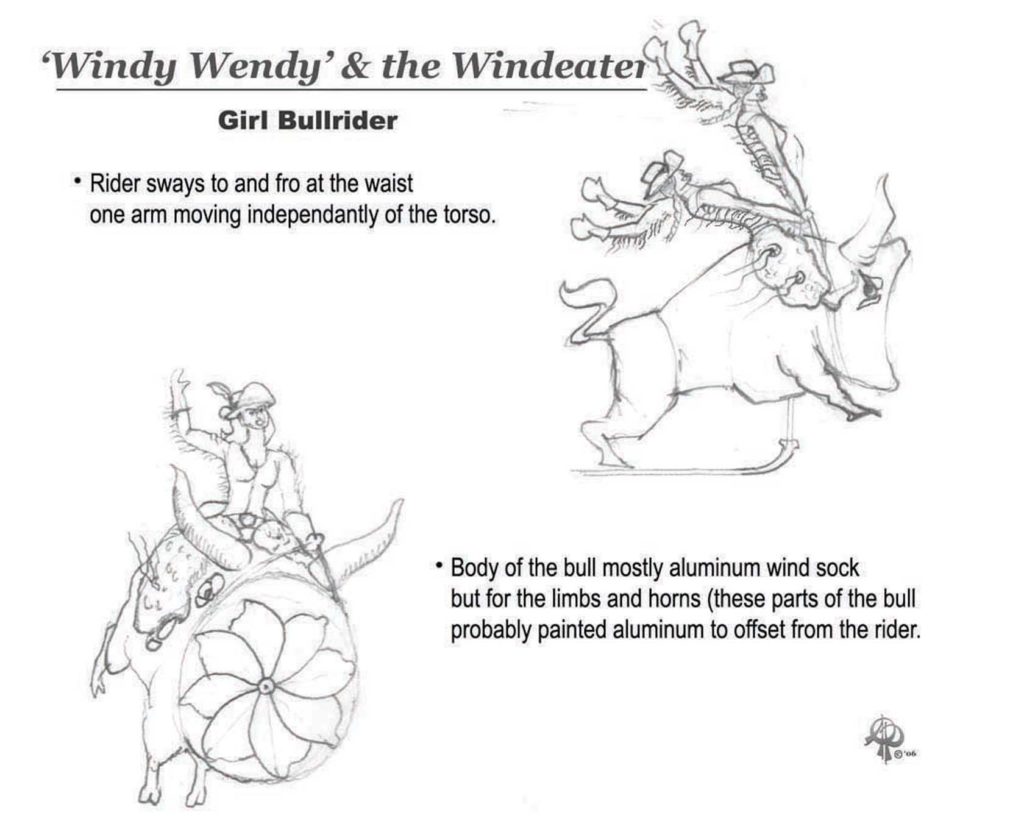 ‘Windy Wendy’ & the Windeater
Girl Bullrider
• Rider sways to and fro at the waist
one arm moving independantly of the torso.
• Body of the bull mostly aluminum wind sock
but for the limbs and horns (these parts of the bull
probably painted aluminum to offset from the rider.
©'06